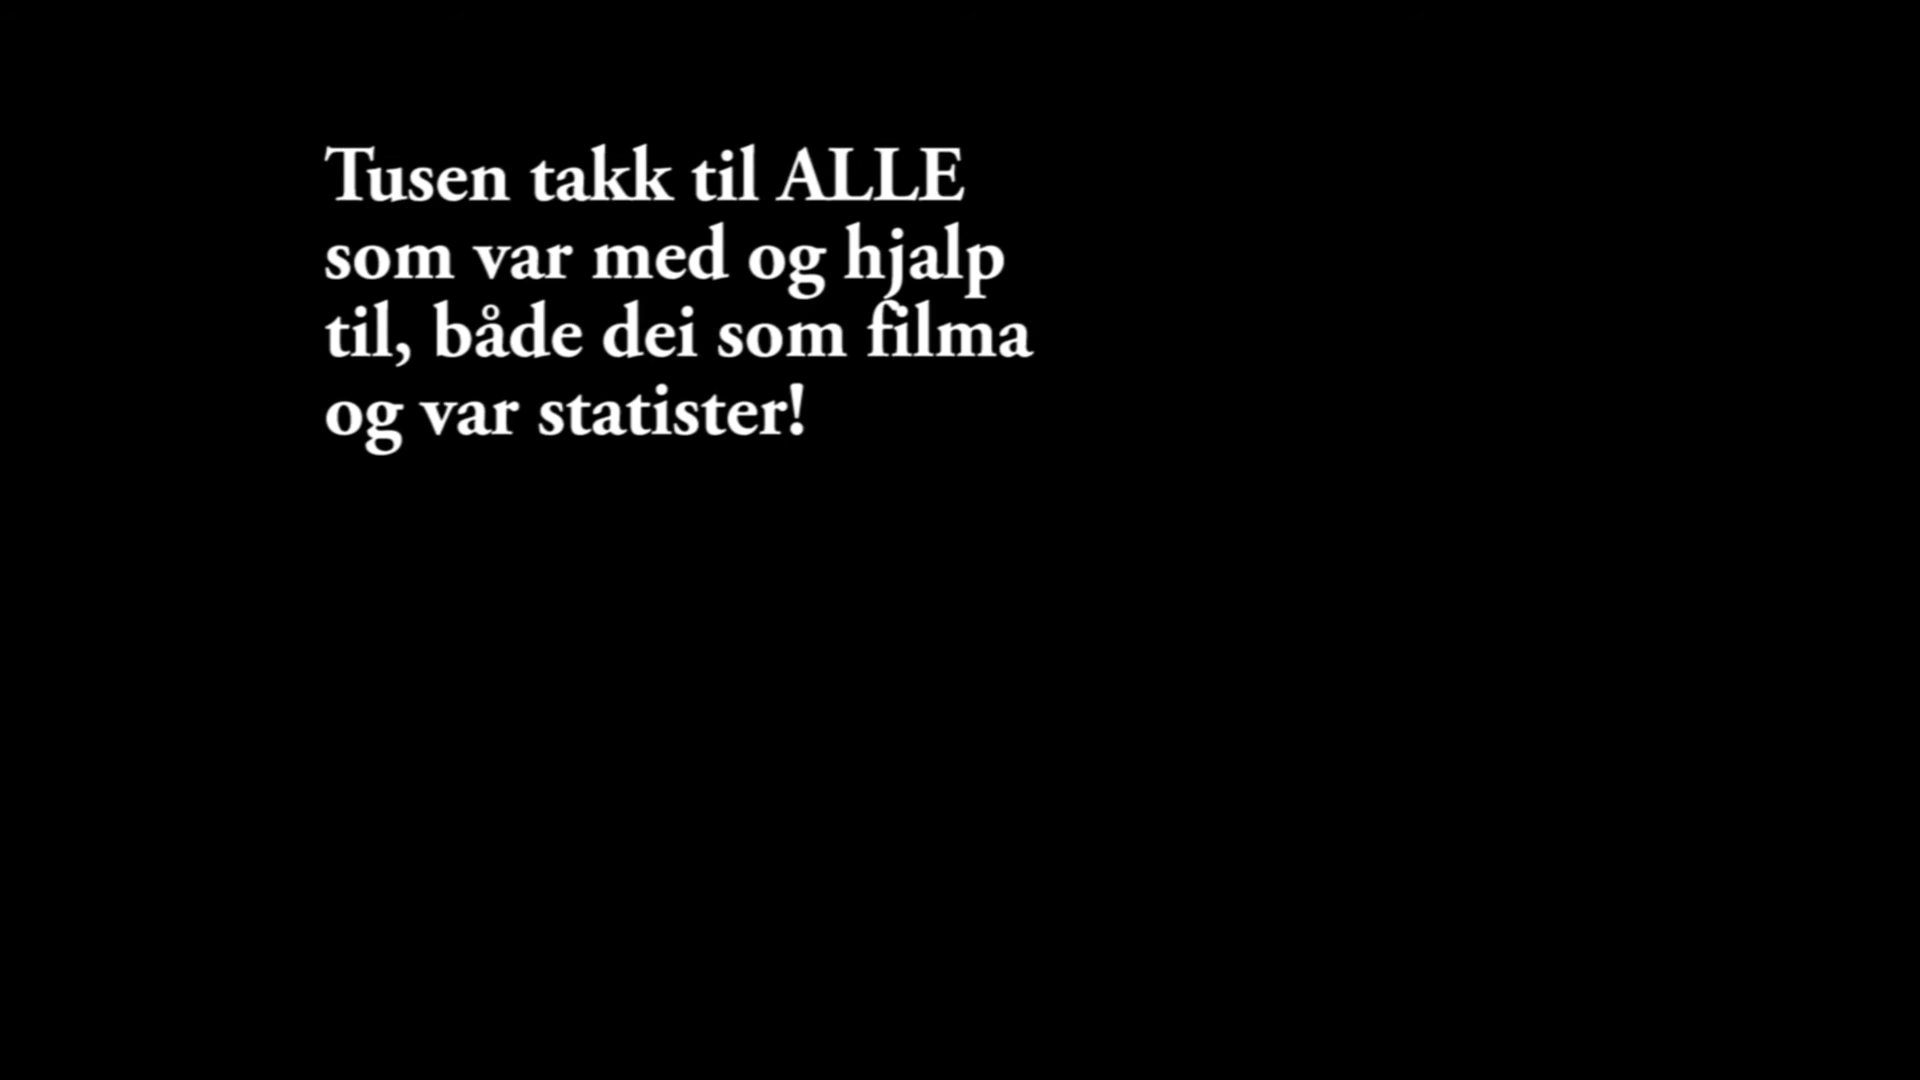 Tusen takk til ALLE
som var med og hjalp
til, både dei som filma
og var statister!